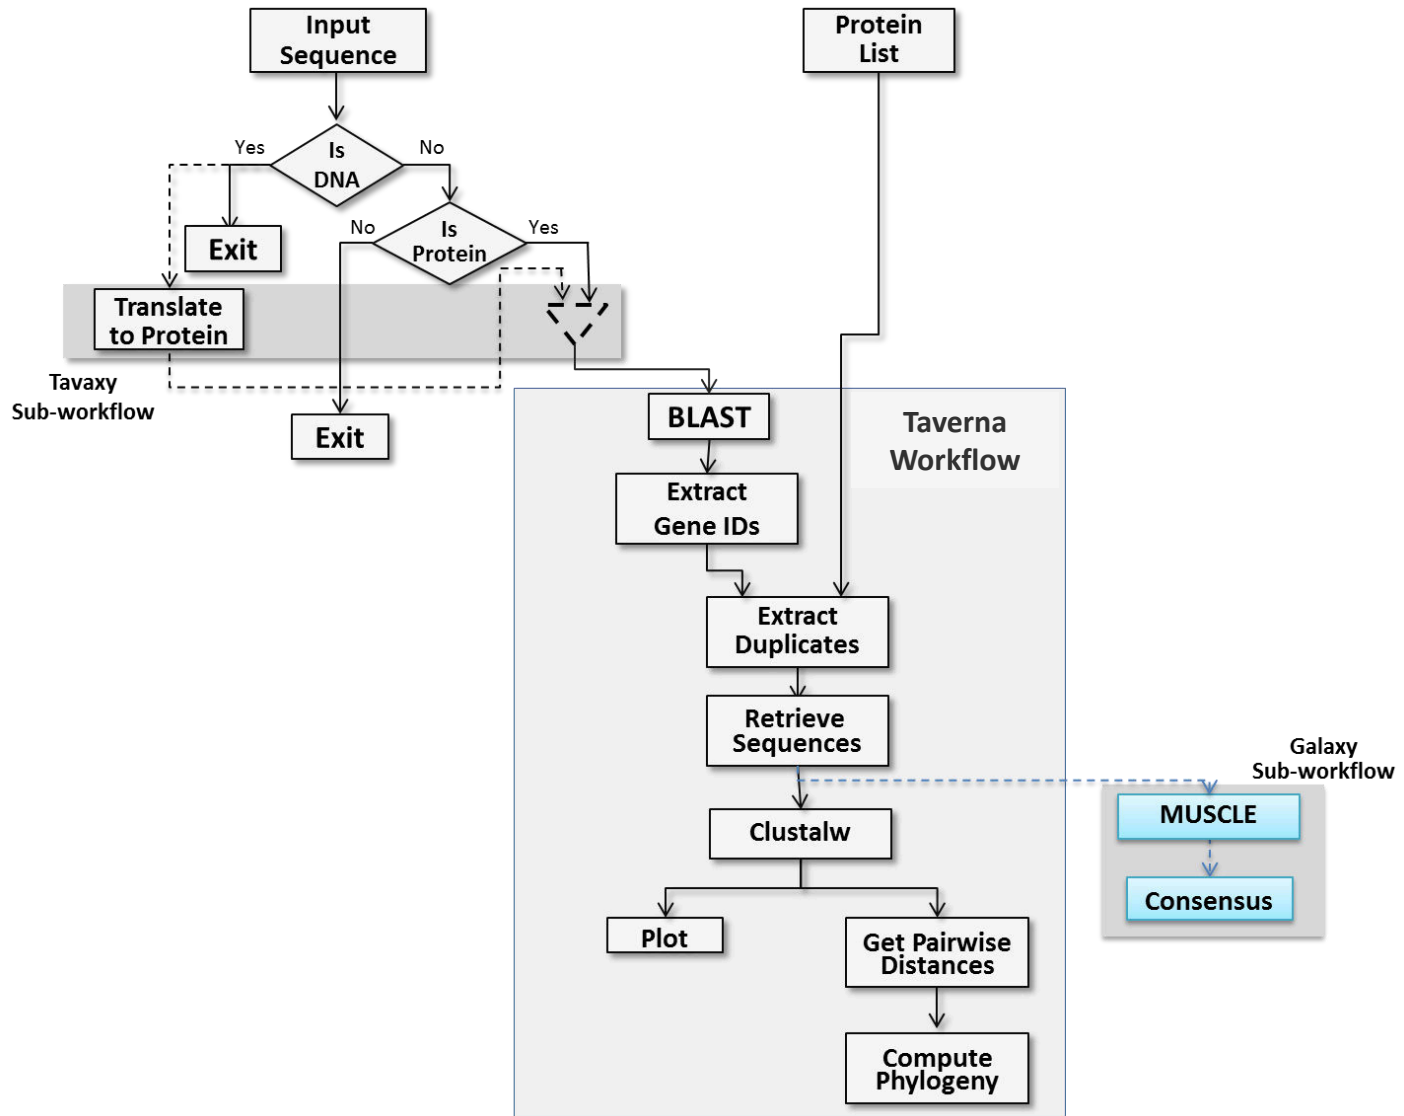 Input
Sequence
Protein
List
Yes
Is
DNA
No
Exit
No
Is
Protein
Yes
Translate
to Protein
Tavaxy
Sub-workflow
Exit
BLAST
Taverna
Workflow
Extract
Gene IDs
Extract
Duplicates
Retrieve
Sequences
Galaxy
Sub-workflow
MUSCLE
Clustalw
Consensus
Plot
Get Pairwise
Distances
Compute
Phylogeny